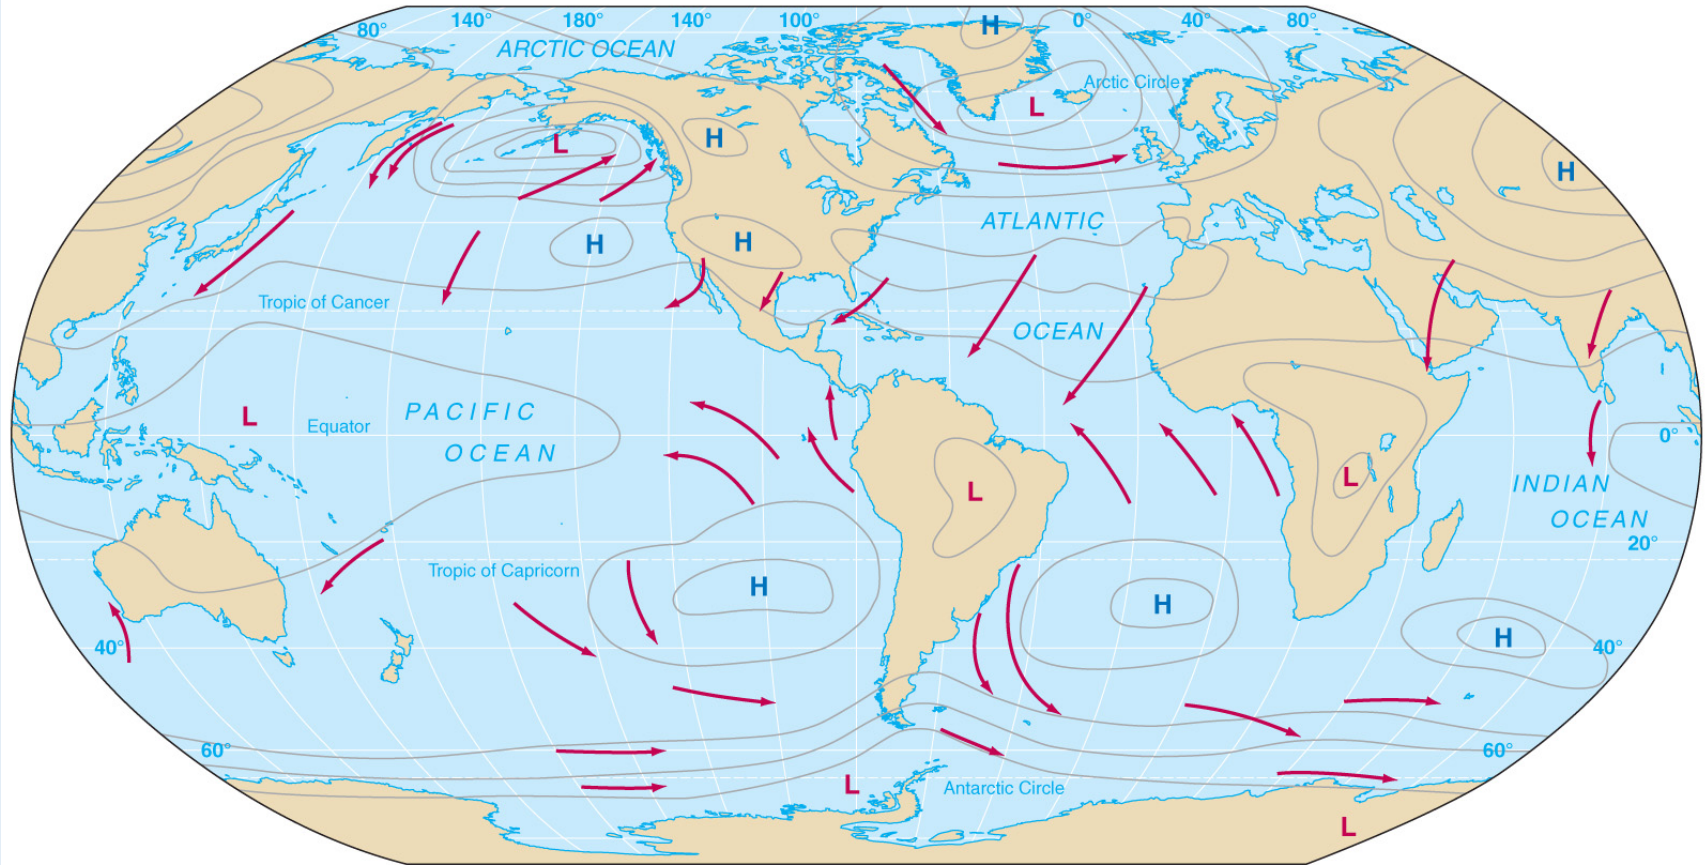 80° 140° 180° 140° 100° H 0° 40° 80°
ARCTIC OCEAN
Arctic Circle
L
H
L
H
ATLANTIC
H
H
Tropic of Cancer
OCEAN
L
PACIFIC
Equator
0°
OCEAN
L
L
INDIAN
OCEAN
20°
Tropic of Capricorn
H
H
H
40°
40°
60°
60°
L
Antarctic Circle
L